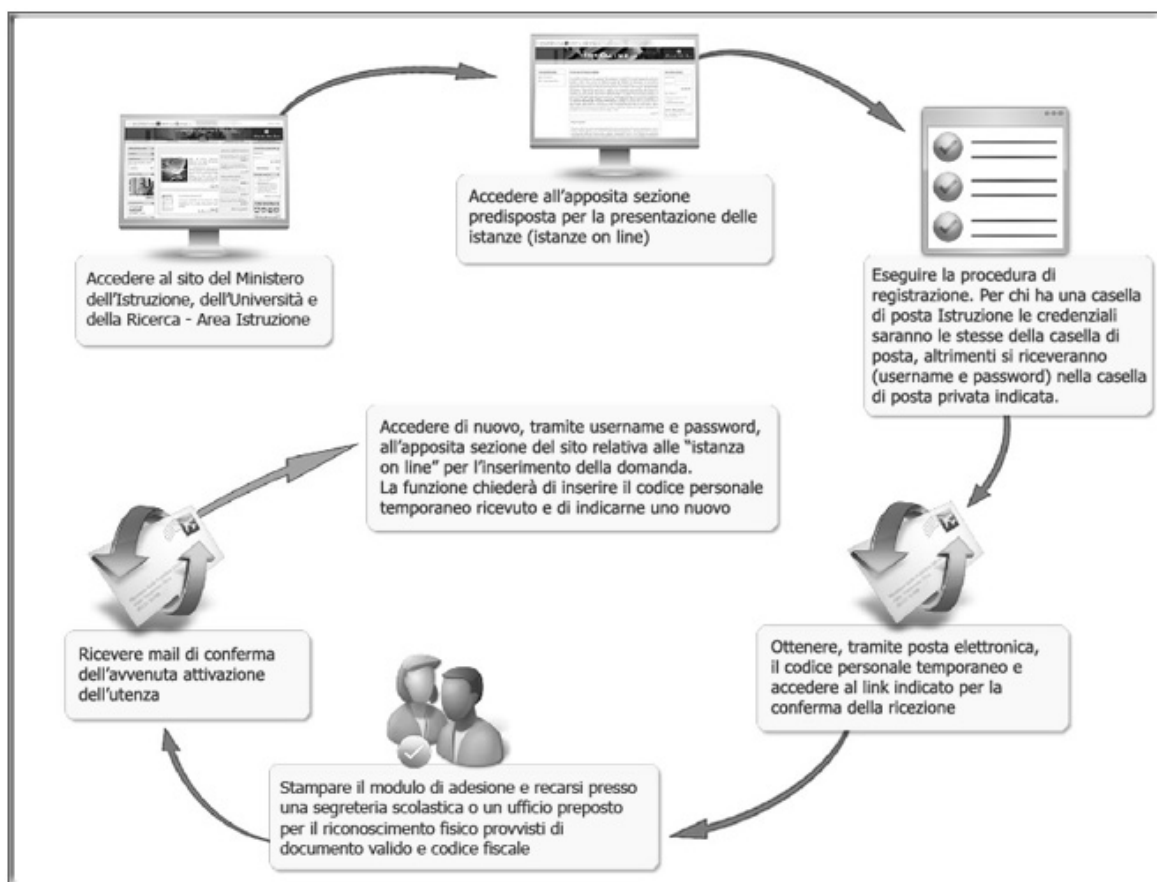 Accedere al sito del Ministero
dell'Istruzione, dell'Università e
della Ricerca - Area Istruzione
Accedere all'apposita sezione
predisposta per la presentazione delle
istanze (istanze on line)
Eseguire la procedura di
registrazione. Per chi ha una casella
di posta Istruzione le credenziali
saranno le stesse della casella di
posta, altrimenti si riceveranno
(username e password) nella casella
di posta privata indicata.
Ottenere, tramite posta elettronica,
il codice personale temporaneo e
accedere al link indicato per la
conferma della ricezione
Stampare il modulo di adesione e recarsi presso
una segreteria scolastica o un ufficio preposto
per il riconoscimento fisico provvisti di
documento valido e codice fiscale
Ricevere mail di conferma
dell'avvenuta attivazione
dell'utenza
Accedere di nuovo, tramite username e password,
all'apposita sezione del sito relativa alle "istanza
on line" per l'inserimento della domanda.
La funzione chiederà di inserire il codice personale
temporaneo ricevuto e di indicarne uno nuovo